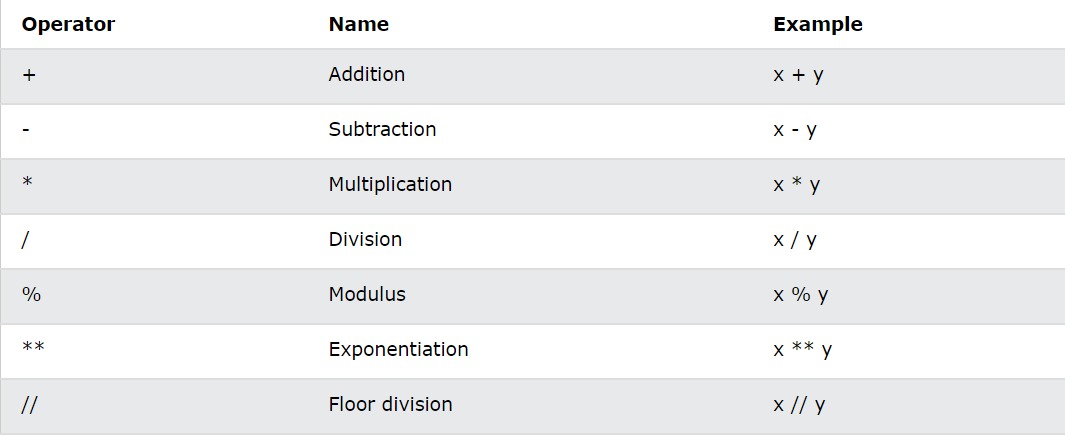 Operator Name Example
+ Addition x + y
- Subtraction x - y
* Multiplication x * y
/ Division x / y
% Modulus x % y
** Exponentiation x ** y
// Floor division x // y